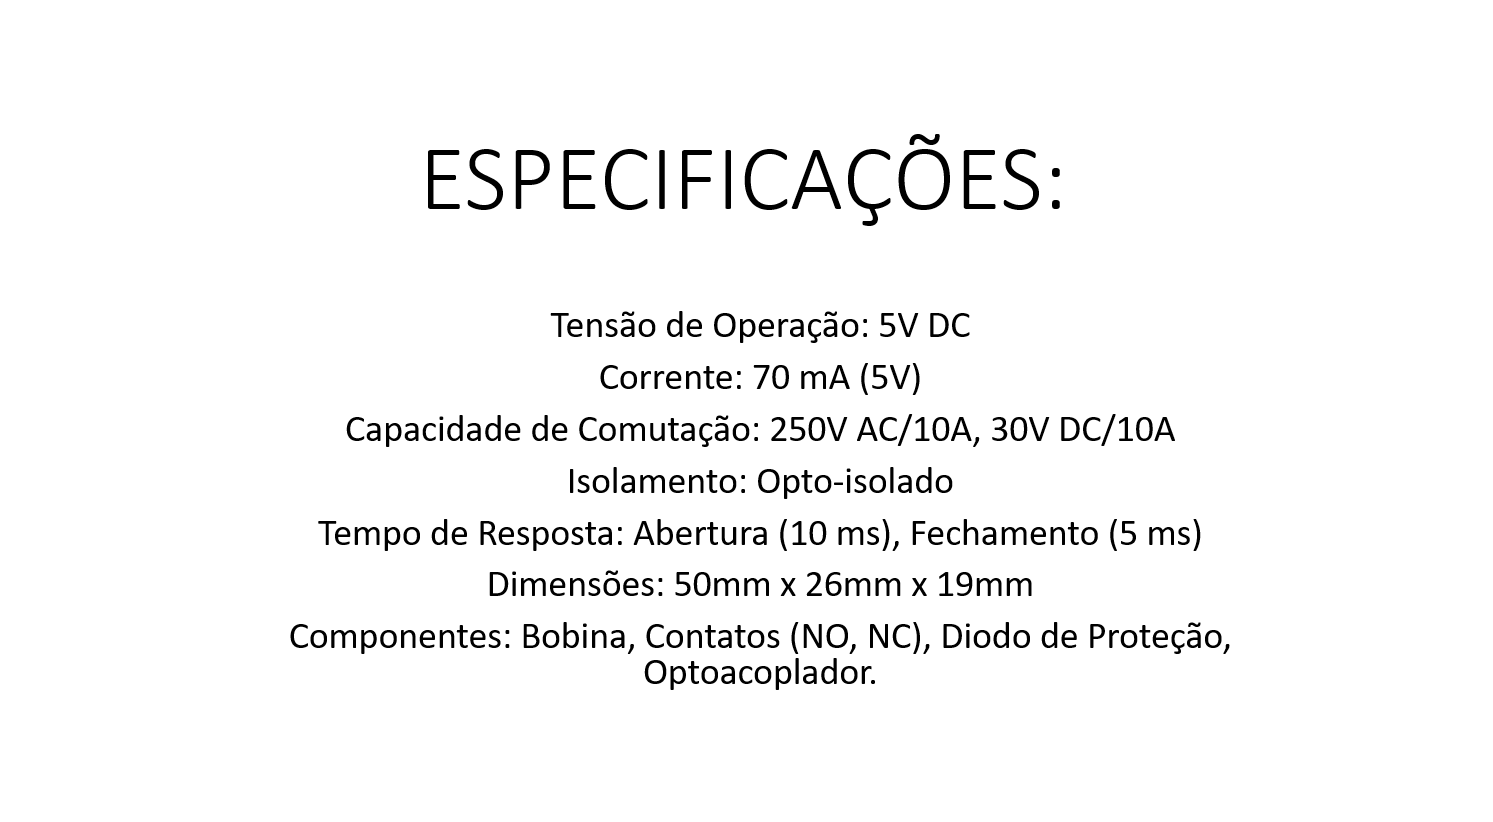 ESPECIFICAÇÕES:
Tensão de Operação: 5V DC
Corrente: 70 mA (5V)
Capacidade de Comutação: 250V AC/10A, 30V DC/10A
Isolamento: Opto-isolado
Tempo de Resposta: Abertura (10 ms), Fechamento (5 ms)
Dimensões: 50mm x 26mm x 19mm
Componentes: Bobina, Contatos (NO, NC), Diodo de Proteção,
Optoacoplador.